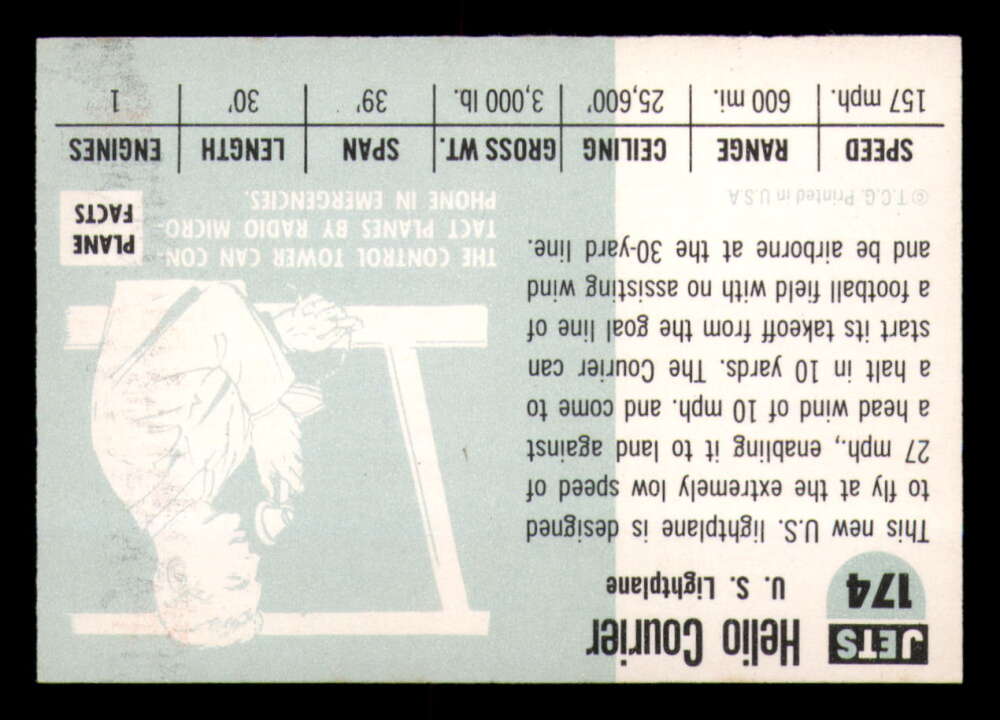 JETS
174
Helio Courier
U. S. Lightplane
This new U.S. lightplane is designed
to fly at the extremely low speed of
27 mph., enabling it to land against
a head wind of 10 mph. and come to
a halt in 10 yards. The Courier can
start its takeoff from the goal line of
a football field with no assisting wind
and be airborne at the 30-yard line.
© T.C.G. Printed in U.S.A
THE CONTROL TOWER CAN CON-
TACT PLANES BY RADIO MICRO-
PHONE IN EMERGENCIES.
PLANE
FACTS
SPEED RANGE CEILING GROSS WT. SPAN LENGTH ENGINES
157 mph. 600 mi. 25,600' 3,000 lb. 39' 30' 1